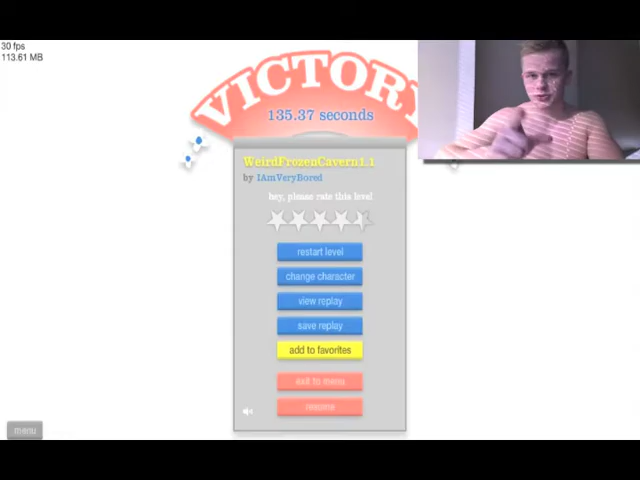 30 fps
113.61 MB
VICTORY
135.37 seconds
WeirdFrozenCavern1.1
by IAmVeryBored
hey, please rate this level
restart level
change character
view replay
save replay
add to favorites
exit to menu
resume
menu